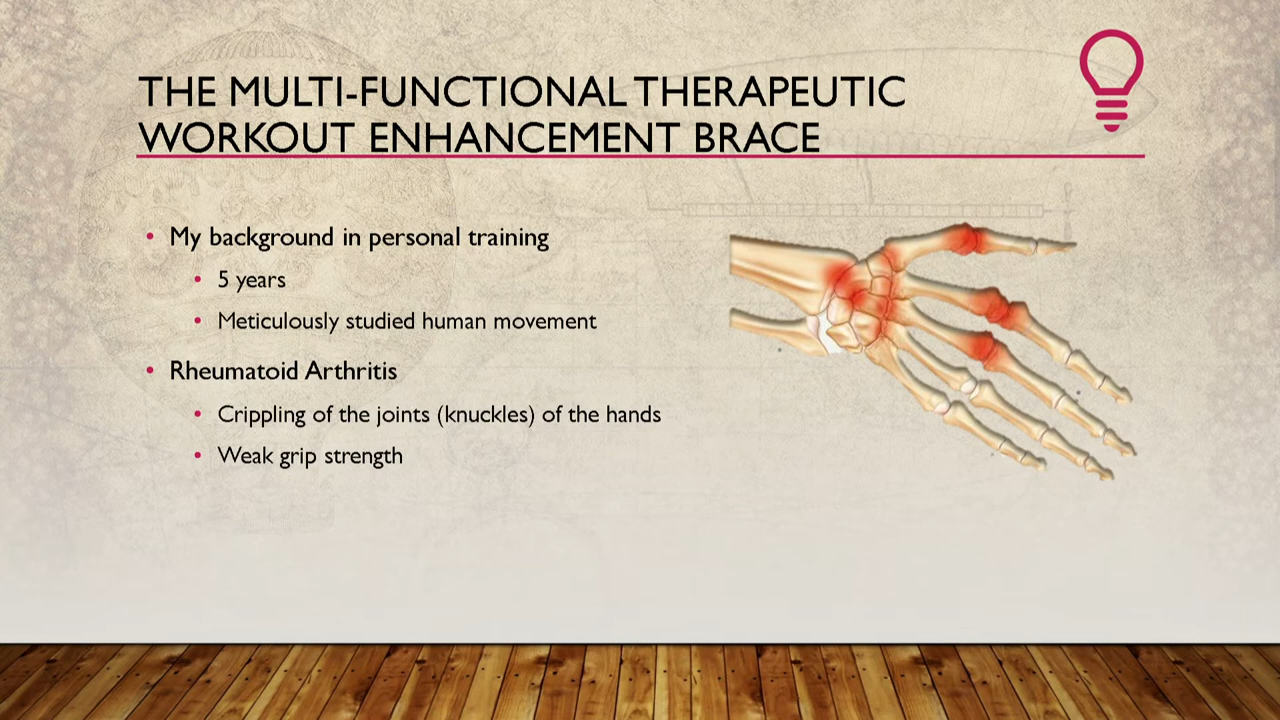 THE MULTI-FUNCTIONAL THERAPEUTIC
WORKOUT ENHANCEMENT BRACE
• My background in personal training
• 5 years
• Meticulously studied human movement
• Rheumatoid Arthritis
• Crippling of the joints (knuckles) of the hands
• Weak grip strength